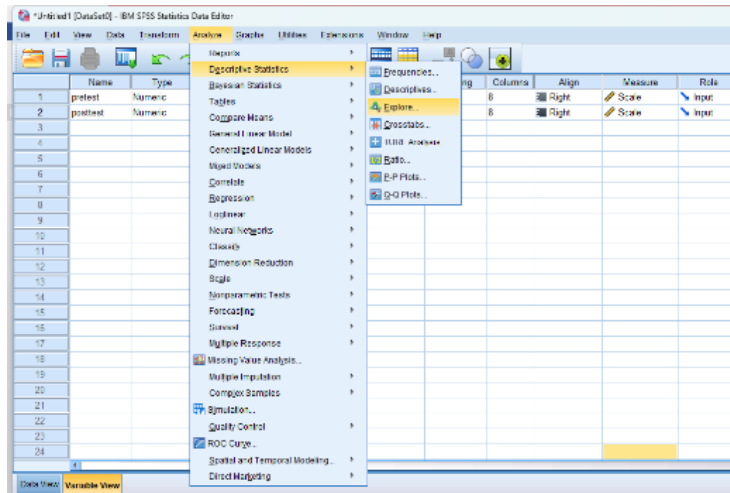 *Untitled1 [DataSet0] - IBM SPSS Statistics Data Editor
File Edit View Data Transform Analyze Graphs Utilities Extensions Window Help
Name Type Columns Align Measure Role
1 pretest Numeric 8 Right Scale Input
2 posttest Numeric 8 Right Scale Input
3
4
5
6
7
8
9
10
11
12
13
14
15
16
17
18
19
20
21
22
23
24
Reports
Descriptive Statistics
Bayesian Statistics
Tables
Compare Means
General Linear Model
Generalized Linear Models
Mixed Models
Correlate
Regression
Loglinear
Neural Networks
Classify
Dimension Reduction
Scale
Nonparametric Tests
Forecasting
Survival
Multiple Response
Missing Value Analysis...
Multiple Imputation
Complex Samples
Simulation...
Quality Control
ROC Curve...
Spatial and Temporal Modeling...
Direct Marketing
Frequencies...
Descriptives...
Explore...
Crosstabs...
TURF Analysis
Ratio...
P-P Plots...
Q-Q Plots...
Data View Variable View